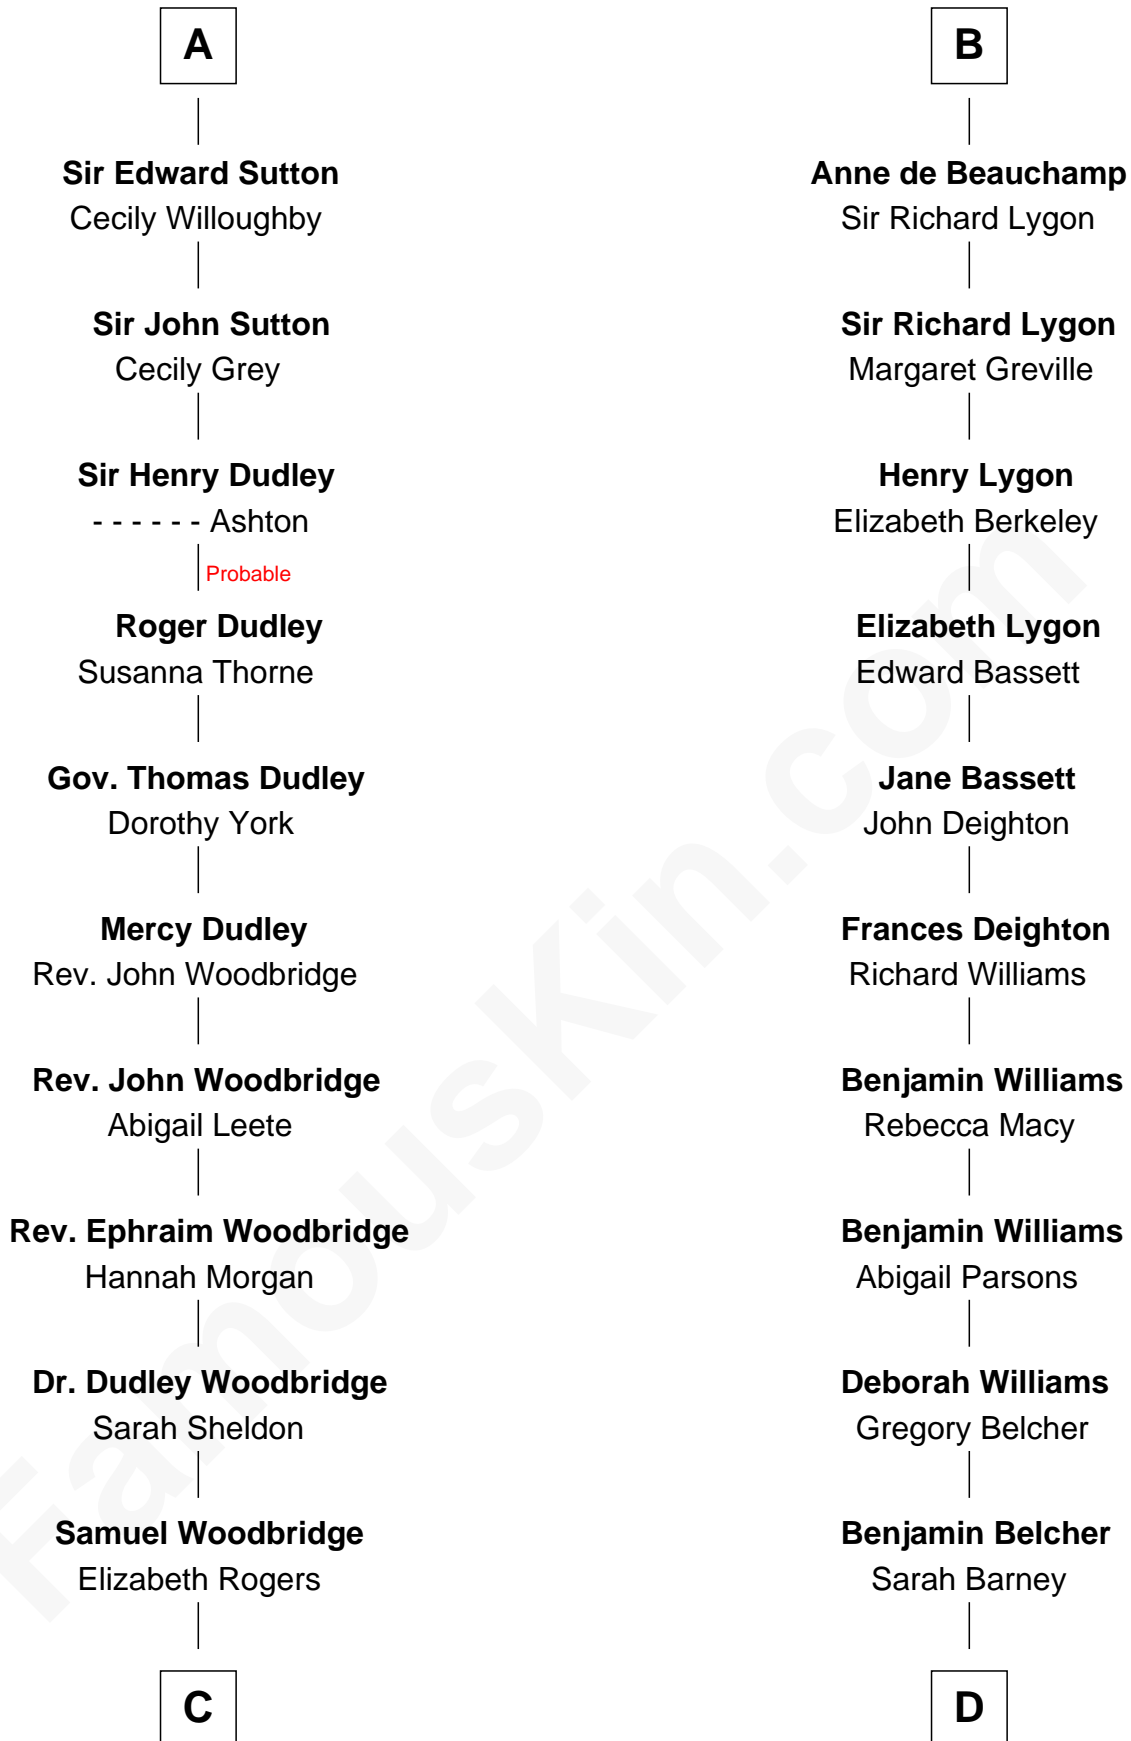 A
Sir Edward Sutton
Cecily Willoughby
Sir John Sutton
Cecily Grey
Sir Henry Dudley
- - - - - - Ashton
Probable
Roger Dudley
Susanna Thorne
Gov. Thomas Dudley
Dorothy York
Mercy Dudley
Rev. John Woodbridge
Rev. John Woodbridge
Abigail Leete
Rev. Ephraim Woodbridge
Hannah Morgan
Dr. Dudley Woodbridge
Sarah Sheldon
Samuel Woodbridge
Elizabeth Rogers
C
B
Anne de Beauchamp
Sir Richard Lygon
Sir Richard Lygon
Margaret Greville
Henry Lygon
Elizabeth Berkeley
Elizabeth Lygon
Edward Bassett
Jane Bassett
John Deighton
Frances Deighton
Richard Williams
Benjamin Williams
Rebecca Macy
Benjamin Williams
Abigail Parsons
Deborah Williams
Gregory Belcher
Benjamin Belcher
Sarah Barney
D
FamousKin.com